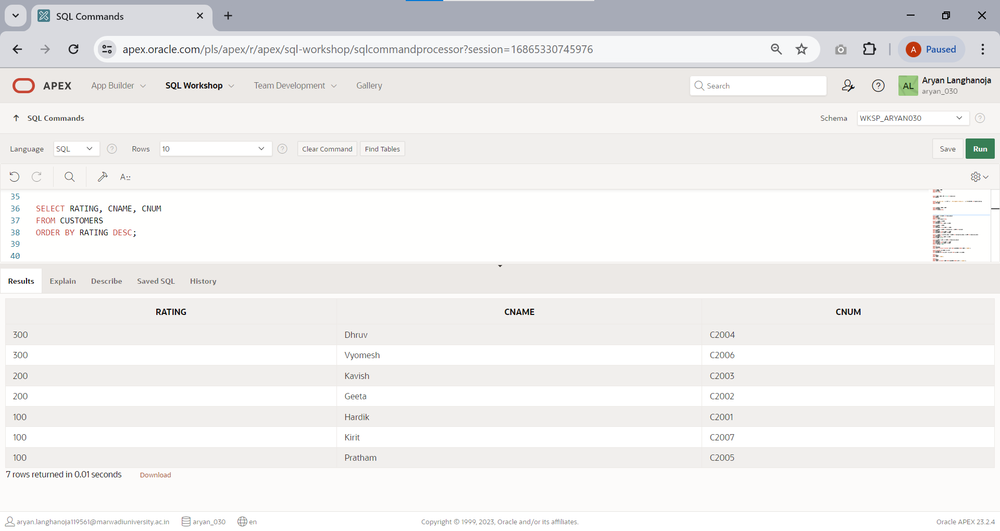 SQL Commands
apex.oracle.com/pls/apex/r/apex/sql-workshop/sqlcommandprocessor?session=16865330745976
A Paused
APEX App Builder SQL Workshop Team Development Gallery
Search
AL Aryan Langhanoja
aryan_030
SQL Commands
Schema WKSP_ARYAN030
Language SQL Rows 10 Clear Command Find Tables Save Run
35
36 SELECT RATING, CNAME, CNUM
37 FROM CUSTOMERS
38 ORDER BY RATING DESC;
39
40
Results Explain Describe Saved SQL History
RATING CNAME CNUM
300 Dhruv C2004
300 Vyomesh C2006
200 Kavish C2003
200 Geeta C2002
100 Hardik C2001
100 Kirit C2007
100 Pratham C2005
7 rows returned in 0.01 seconds Download
aryan.langhanoja119561@marwadiuniversity.ac.in aryan_030 en Copyright © 1999, 2023, Oracle and/or its affiliates. Oracle APEX 23.2.4